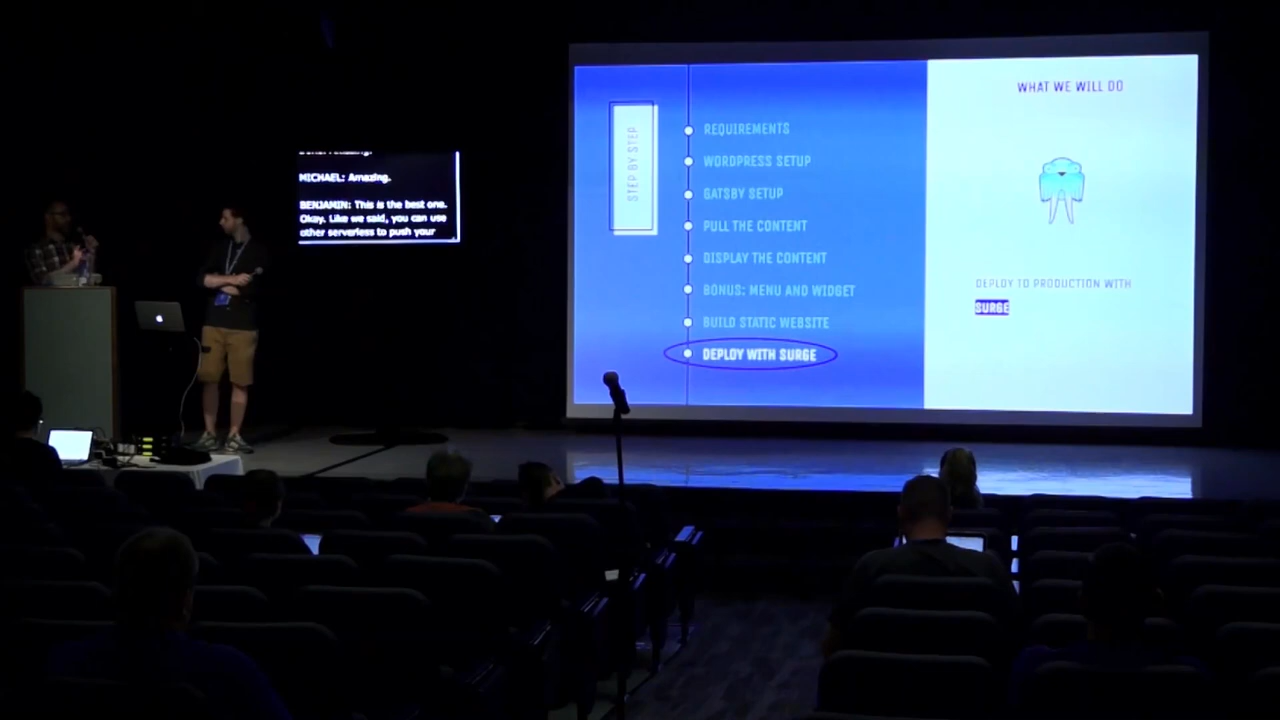 MICHAEL: Amazing.
BENJAMIN: This is the best one.
Okay. Like we said, you can use
other serverless to push your
STEP BY STEP
REQUIREMENTS
WORDPRESS SETUP
GATSBY SETUP
PULL THE CONTENT
DISPLAY THE CONTENT
BONUS: MENU AND WIDGET
BUILD STATIC WEBSITE
DEPLOY WITH SURGE
WHAT WE WILL DO
DEPLOY TO PRODUCTION WITH
SURGE